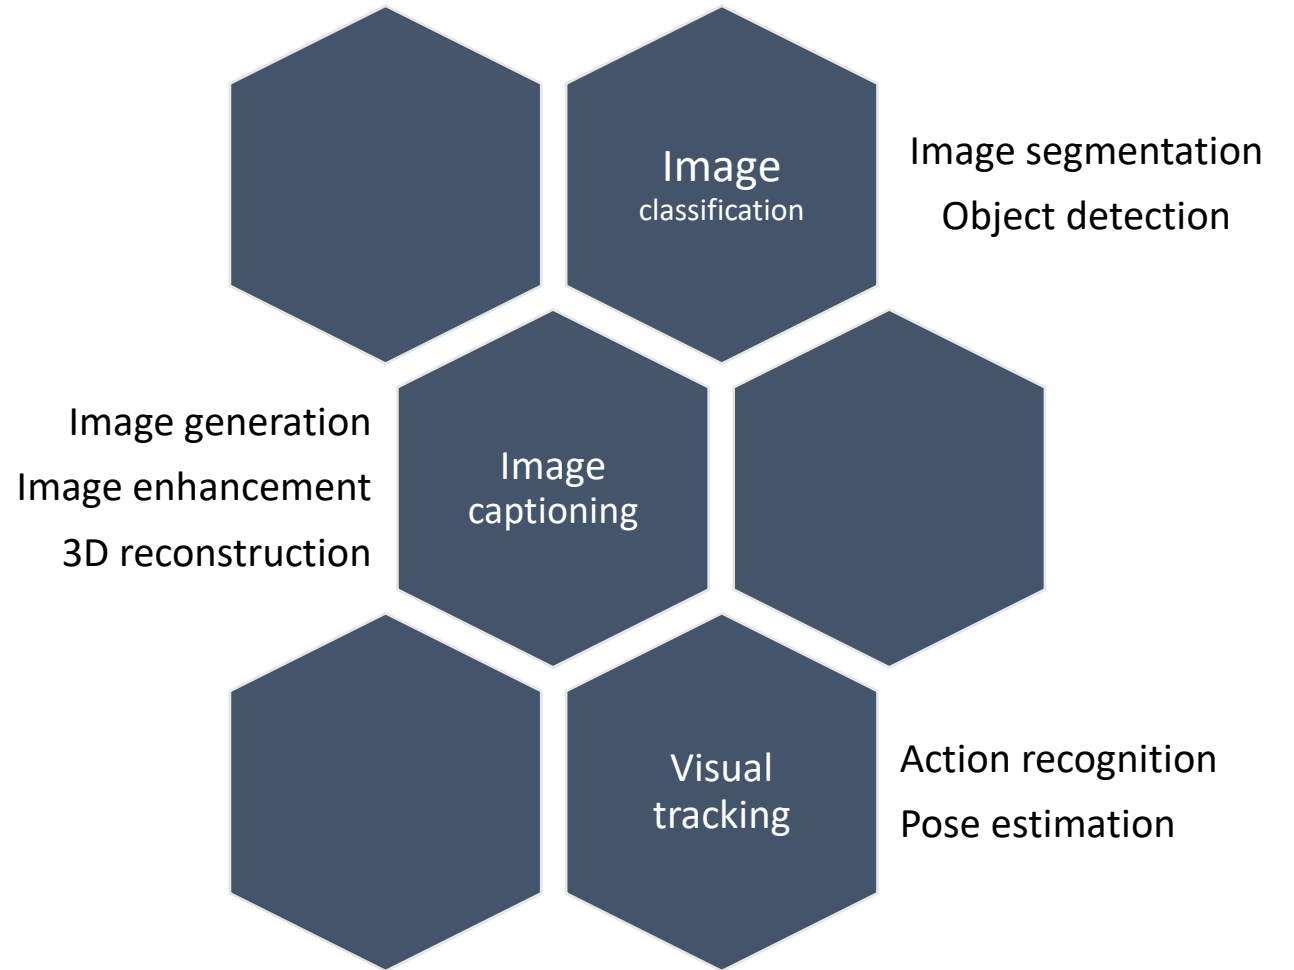 Image
classification
Image segmentation
Object detection
Image generation
Image enhancement
3D reconstruction
Image
captioning
Visual
tracking
Action recognition
Pose estimation